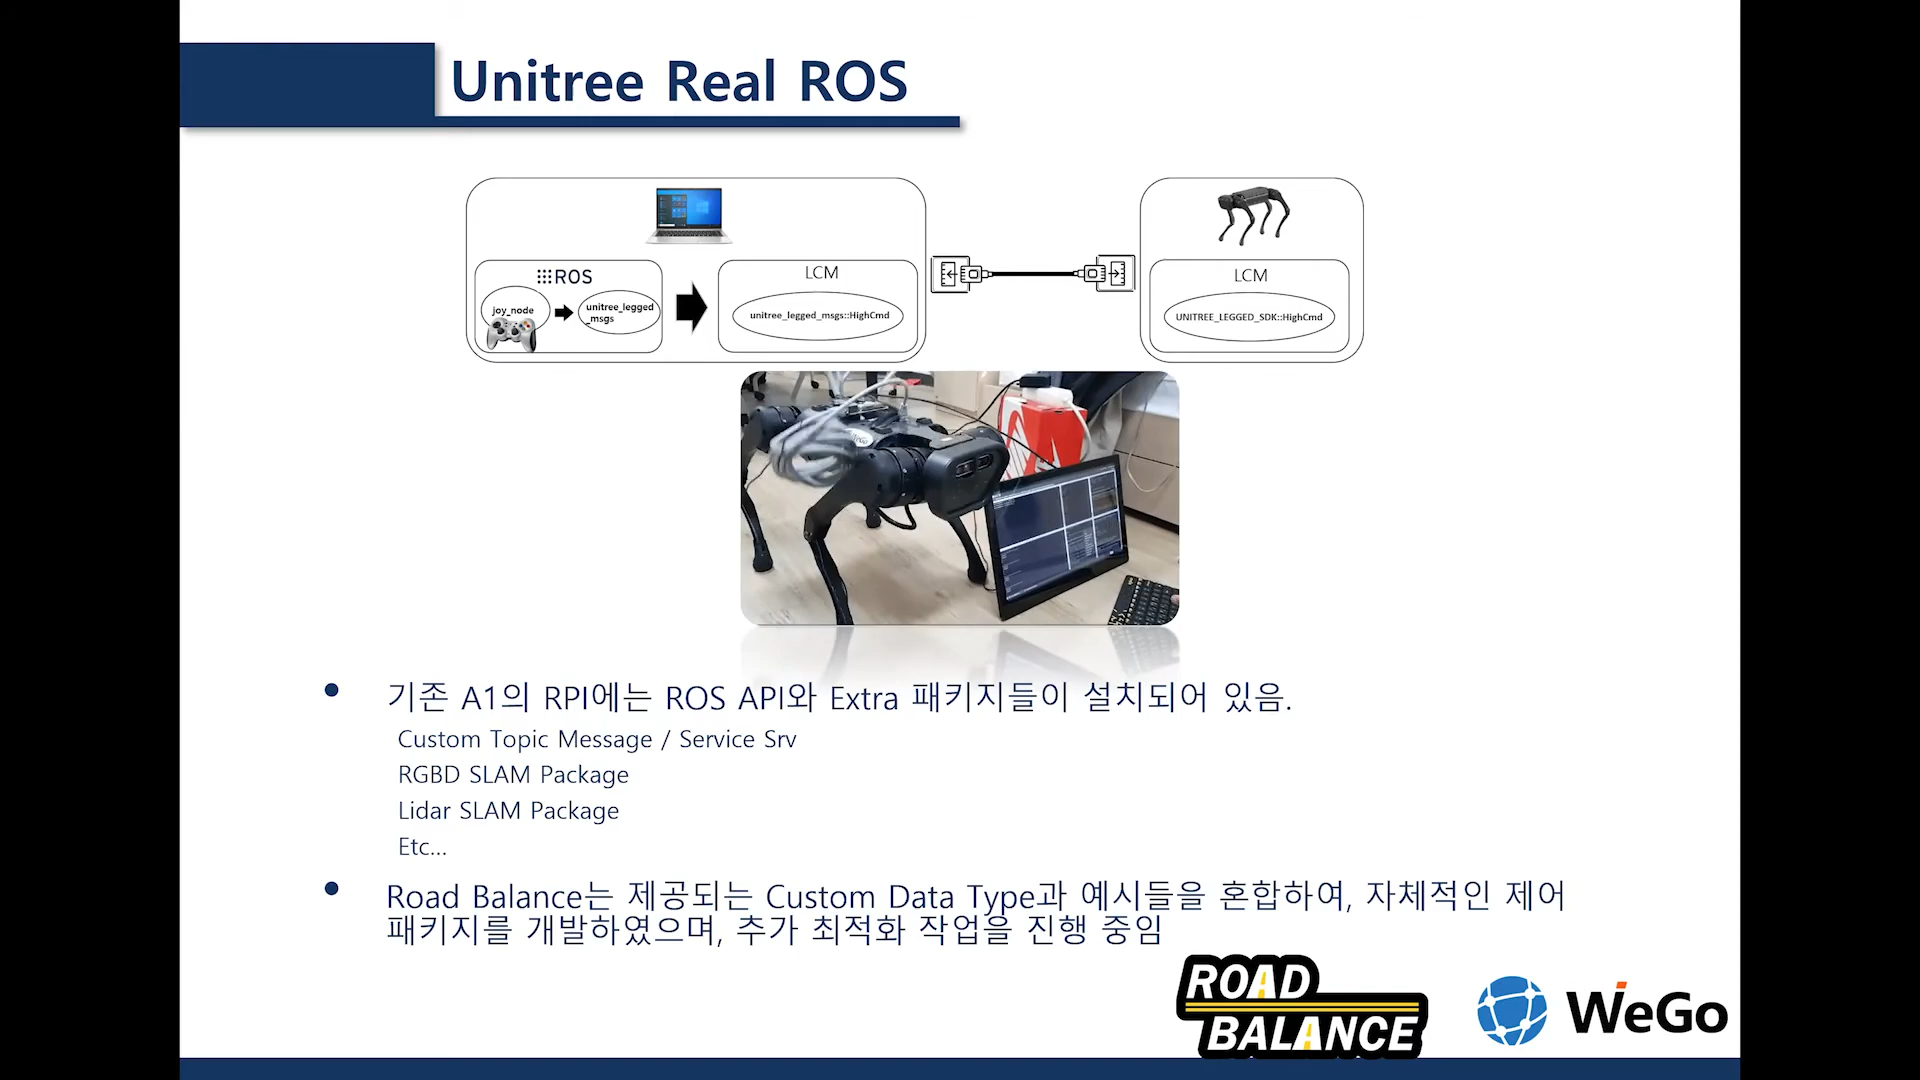 Unitree Real ROS
ROS
joy_node
unitree_legged
_msgs
LCM
unitree_legged_msgs::HighCmd
LCM
UNITREE_LEGGED_SDK::HighCmd
기존 A1의 RPI에는 ROS API와 Extra 패키지들이 설치되어 있음.
Custom Topic Message / Service Srv
RGBD SLAM Package
Lidar SLAM Package
Etc...
Road Balance는 제공되는 Custom Data Type과 예시들을 혼합하여, 자체적인 제어
패키지를 개발하였으며, 추가 최적화 작업을 진행 중임
ROAD
BALANCE
WeGo